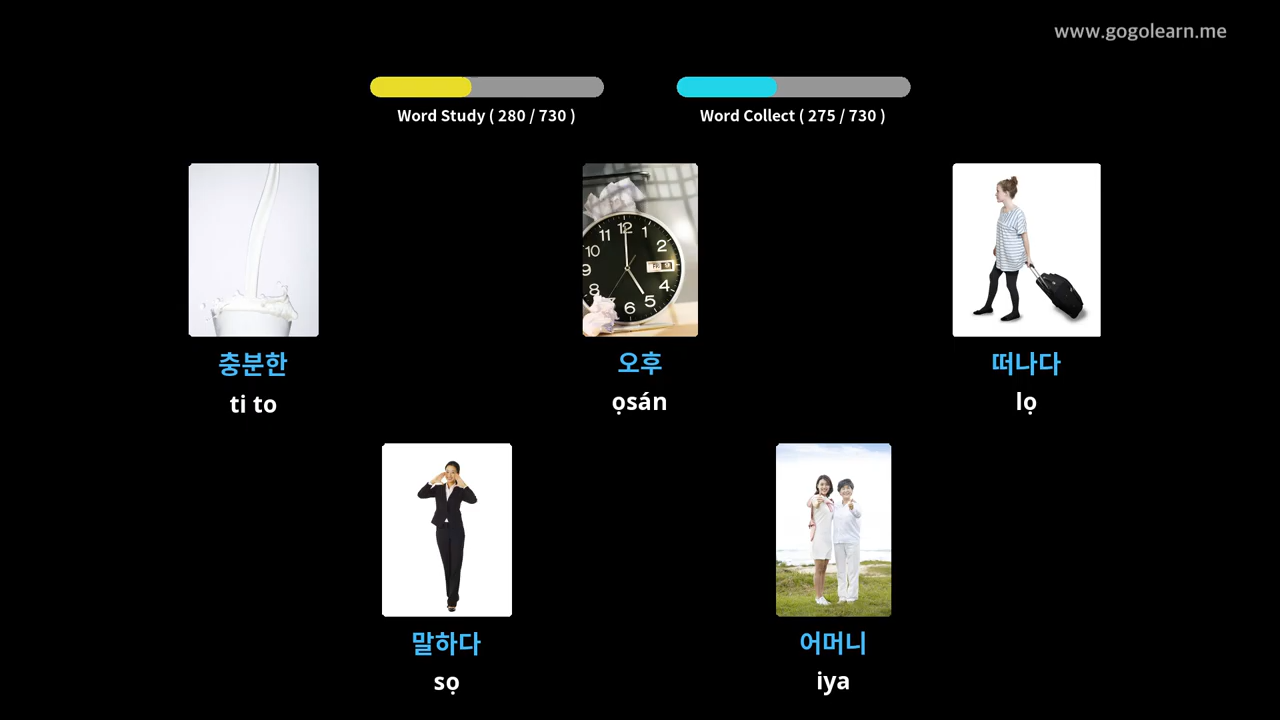 www.gogolearn.me
Word Study ( 280 / 730 )
Word Collect ( 275 / 730 )
충분한
ti to
오후
ọsán
떠나다
lọ
말하다
sọ
어머니
iya